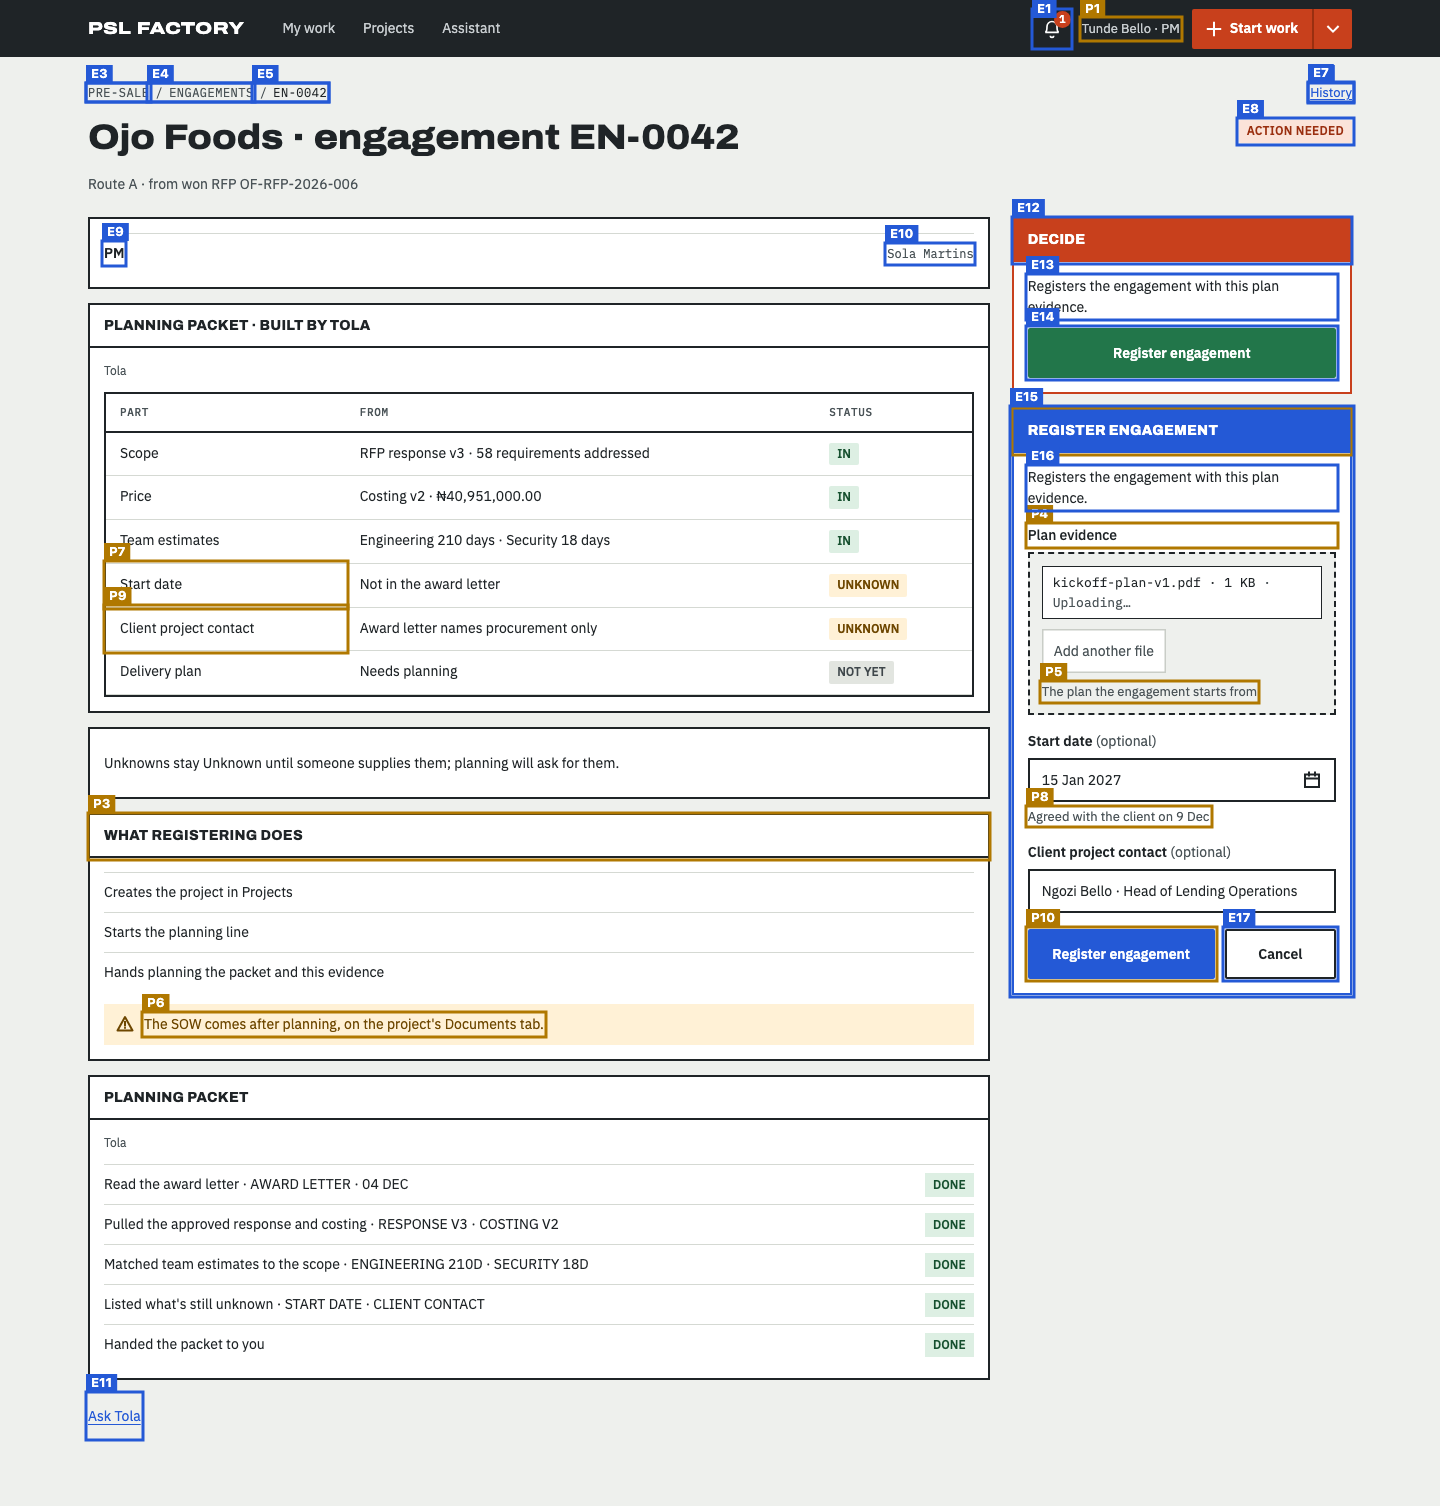 PSL FACTORY
My work
Projects
Assistant
E1
1
P1
Tunde Bello · PM
Start work
E3
E4
E5
E7
PRE-SALE / ENGAGEMENTS / EN-0042
History
E8
ACTION NEEDED
Ojo Foods · engagement EN-0042
Route A · from won RFP OF-RFP-2026-006
E9
PM
E10
Sola Martins
PLANNING PACKET · BUILT BY TOLA
Tola
PART FROM STATUS
Scope RFP response v3 · 58 requirements addressed IN
Price Costing v2 · ₦40,951,000.00 IN
Team estimates Engineering 210 days · Security 18 days IN
P7
Start date Not in the award letter UNKNOWN
P9
Client project contact Award letter names procurement only UNKNOWN
Delivery plan Needs planning NOT YET
Unknowns stay Unknown until someone supplies them; planning will ask for them.
P3
WHAT REGISTERING DOES
Creates the project in Projects
Starts the planning line
Hands planning the packet and this evidence
P6
The SOW comes after planning, on the project's Documents tab.
PLANNING PACKET
Tola
Read the award letter · AWARD LETTER · 04 DEC DONE
Pulled the approved response and costing · RESPONSE V3 · COSTING V2 DONE
Matched team estimates to the scope · ENGINEERING 210D · SECURITY 18D DONE
Listed what's still unknown · START DATE · CLIENT CONTACT DONE
Handed the packet to you DONE
E11
Ask Tola
E12
DECIDE
E13
Registers the engagement with this plan
evidence.
E14
Register engagement
E15
REGISTER ENGAGEMENT
E16
Registers the engagement with this plan
evidence.
P4
Plan evidence
kickoff-plan-v1.pdf · 1 KB ·
Uploading…
Add another file
P5
The plan the engagement starts from
Start date (optional)
15 Jan 2027
P8
Agreed with the client on 9 Dec
Client project contact (optional)
Ngozi Bello · Head of Lending Operations
P10
E17
Register engagement
Cancel